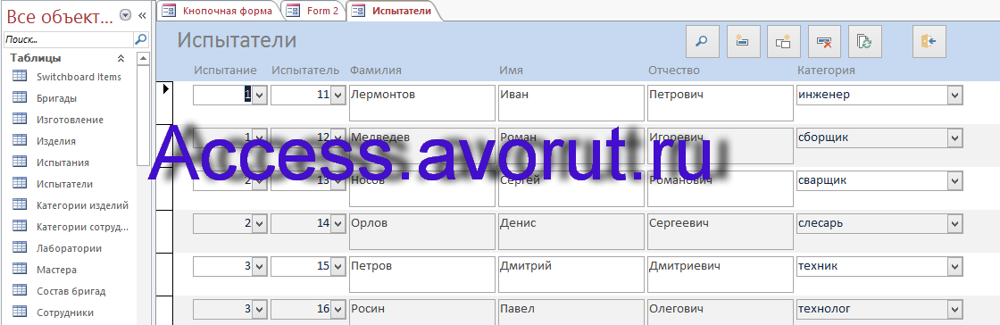 Все объект... «
Поиск...
Таблицы
Switchboard Items
Бригады
Изготовление
Изделия
Испытания
Испытатели
Категории изделий
Категории сотруд...
Лаборатории
Мастера
Состав бригад
Сотрудники
Кнопочная форма Form 2 Испытатели
Испытатели
Испытание Испытатель Фамилия Имя Отчество Категория
1 11 Лермонтов Иван Петрович инженер
1 12 Медведев Роман Игоревич сборщик
Access.avorut.ru
2 13 Носов Сергей Романович сварщик
2 14 Орлов Денис Сергеевич слесарь
3 15 Петров Дмитрий Дмитриевич техник
3 16 Росин Павел Олегович технолог